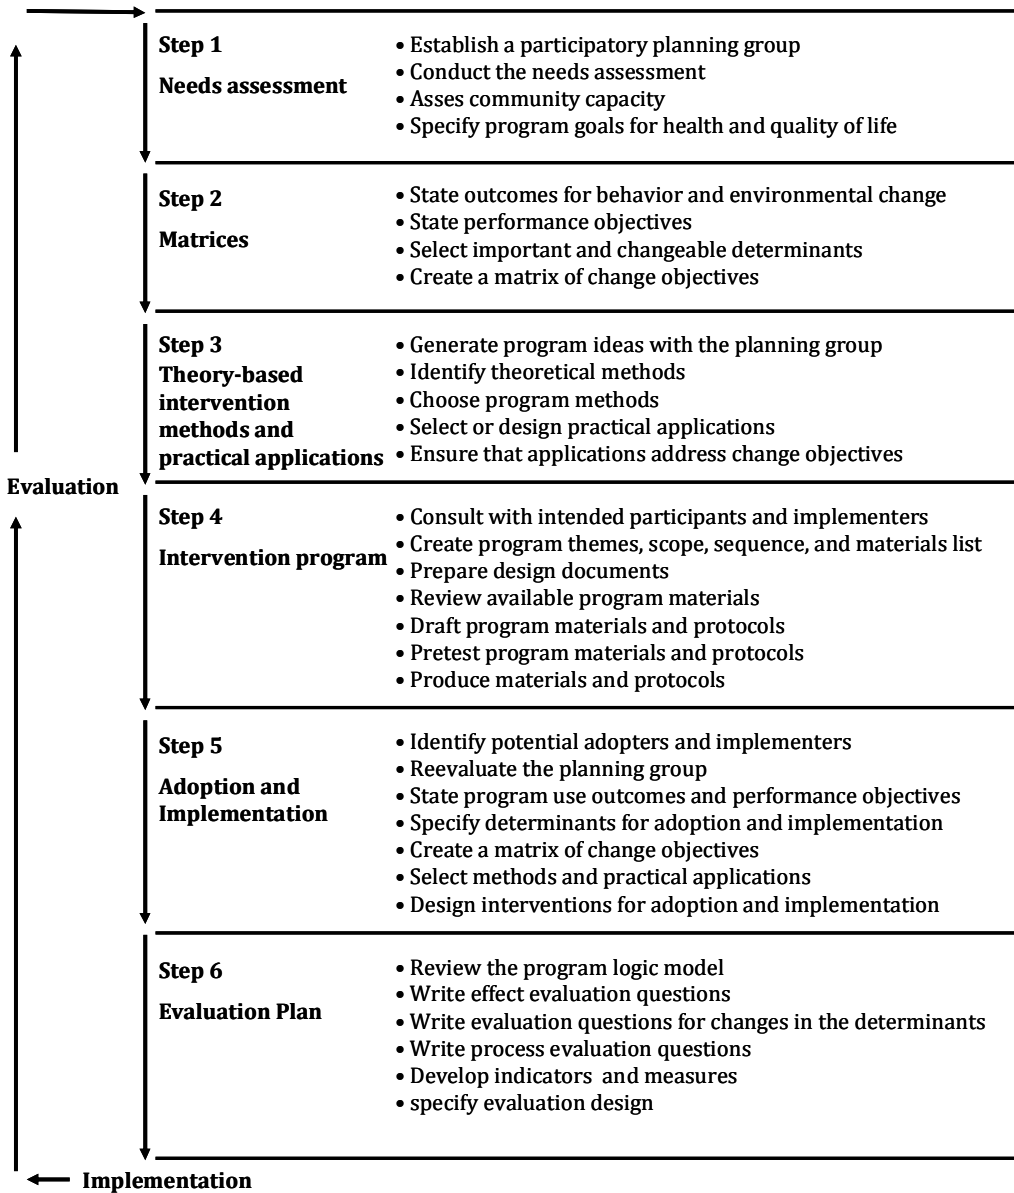 Step 1
Needs assessment
• Establish a participatory planning group
• Conduct the needs assessment
• Asses community capacity
• Specify program goals for health and quality of life
Step 2
Matrices
• State outcomes for behavior and environmental change
• State performance objectives
• Select important and changeable determinants
• Create a matrix of change objectives
Step 3
Theory-based
intervention
methods and
practical applications
• Generate program ideas with the planning group
• Identify theoretical methods
• Choose program methods
• Select or design practical applications
• Ensure that applications address change objectives
Evaluation
Step 4
Intervention program
• Consult with intended participants and implementers
• Create program themes, scope, sequence, and materials list
• Prepare design documents
• Review available program materials
• Draft program materials and protocols
• Pretest program materials and protocols
• Produce materials and protocols
Step 5
Adoption and
Implementation
• Identify potential adopters and implementers
• Reevaluate the planning group
• State program use outcomes and performance objectives
• Specify determinants for adoption and implementation
• Create a matrix of change objectives
• Select methods and practical applications
• Design interventions for adoption and implementation
Step 6
Evaluation Plan
• Review the program logic model
• Write effect evaluation questions
• Write evaluation questions for changes in the determinants
• Write process evaluation questions
• Develop indicators  and measures
• specify evaluation design
Implementation